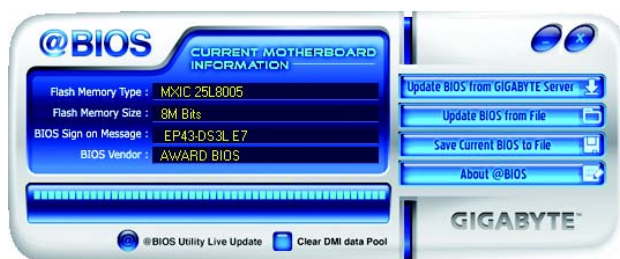 @BIOS
CURRENT MOTHERBOARD
INFORMATION
Flash Memory Type : MXIC 25L8005
Flash Memory Size : 8M Bits
BIOS Sign on Message : EP43-DS3L E7
BIOS Vendor : AWARD BIOS
@BIOS Utility Live Update
Clear DMI data Pool
Update BIOS from GIGABYTE Server
Update BIOS from File
Save Current BIOS to File
About @BIOS
GIGABYTE™